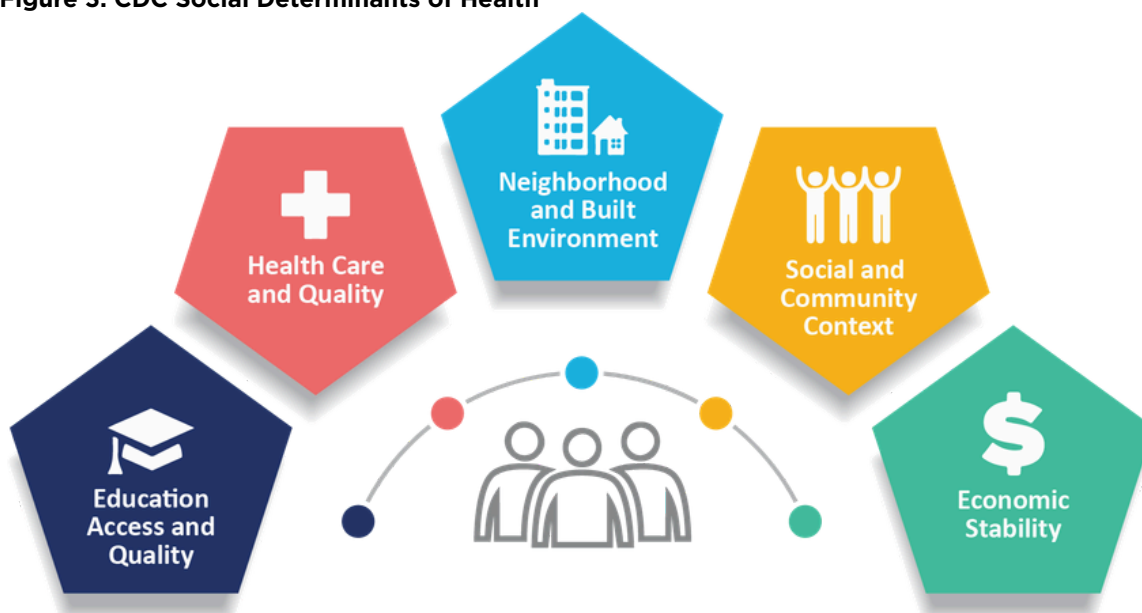 Figure 3. CDC Social Determinants of Health
Education
Access and
Quality
Health Care
and Quality
Neighborhood
and Built
Environment
Social and
Community
Context
$
Economic
Stability